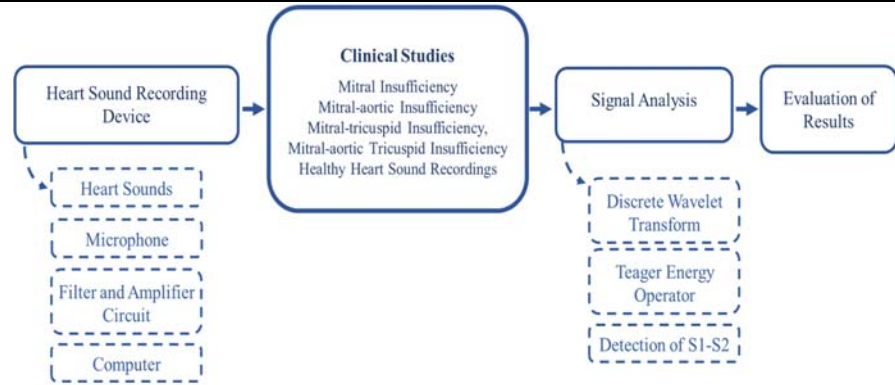 Heart Sound Recording
Device
Heart Sounds
Microphone
Filter and Amplifier
Circuit
Computer
Clinical Studies
Mitral Insufficiency
Mitral-aortic Insufficiency
Mitral-tricuspid Insufficiency,
Mitral-aortic Tricuspid Insufficiency
Healthy Heart Sound Recordings
Signal Analysis
Discrete Wavelet
Transform
Teager Energy
Operator
Detection of S1-S2
Evaluation of
Results